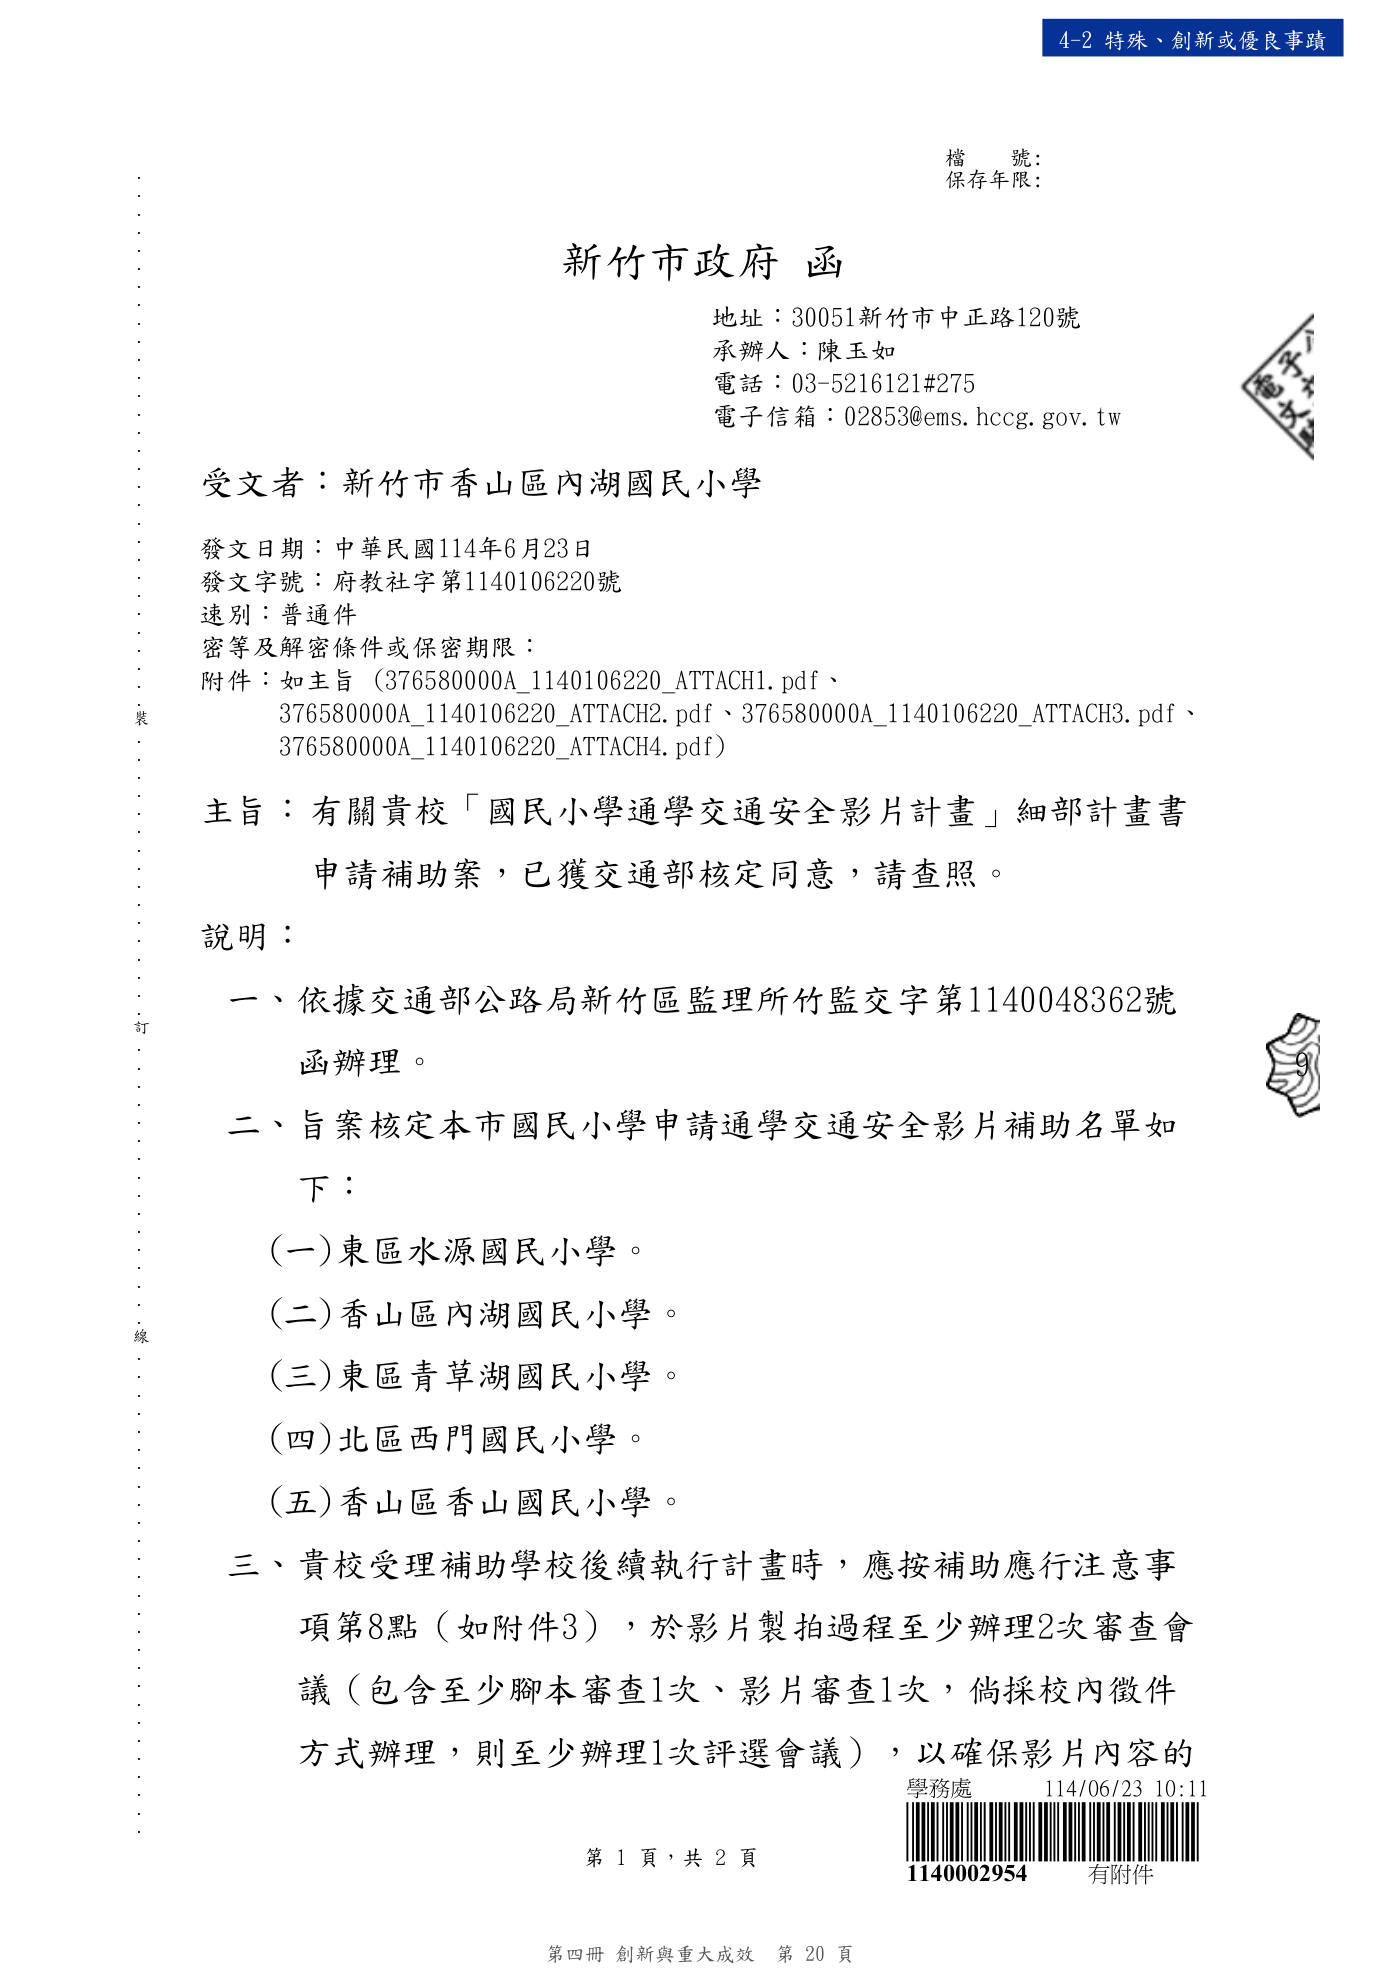 4-2 特殊、創新或優良事蹟
檔　　號:
保存年限:
新竹市政府 函
地址：30051新竹市中正路120號
承辦人：陳玉如
電話：03-5216121#275
電子信箱：02853@ems.hccg.gov.tw
電子
文
受文者：新竹市香山區內湖國民小學
發文日期：中華民國114年6月23日
發文字號：府教社字第1140106220號
速別：普通件
密等及解密條件或保密期限：
附件：如主旨（376580000A_1140106220_ATTACH1.pdf、
376580000A_1140106220_ATTACH2.pdf、376580000A_1140106220_ATTACH3.pdf、
376580000A_1140106220_ATTACH4.pdf）
裝
主旨：有關貴校「國民小學通學交通安全影片計畫」細部計畫書
申請補助案，已獲交通部核定同意，請查照。
說明：
一、依據交通部公路局新竹區監理所竹監交字第1140048362號
訂
函辦理。
9
二、旨案核定本市國民小學申請通學交通安全影片補助名單如
下：
(一)東區水源國民小學。
(二)香山區內湖國民小學。
線
(三)東區青草湖國民小學。
(四)北區西門國民小學。
(五)香山區香山國民小學。
三、貴校受理補助學校後續執行計畫時，應按補助應行注意事
項第8點（如附件3），於影片製拍過程至少辦理2次審查會
議（包含至少腳本審查1次、影片審查1次，倘採校內徵件
方式辦理，則至少辦理1次評選會議），以確保影片內容的
學務處 114/06/23 10:11
第 1 頁，共 2 頁
1140002954 有附件
第四冊 創新與重大成效 第 20 頁